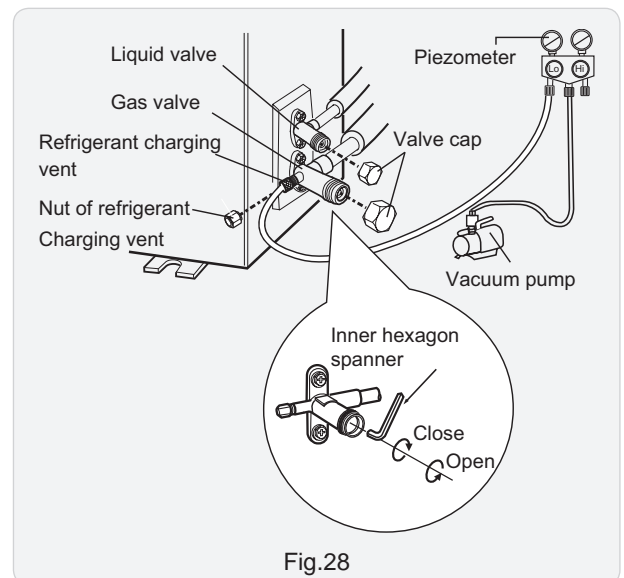 Liquid valve
Gas valve
Refrigerant charging
vent
Nut of refrigerant
Charging vent
Piezometer
Lo
Hi
Valve cap
Vacuum pump
Inner hexagon
spanner
Close
Open
Fig.28